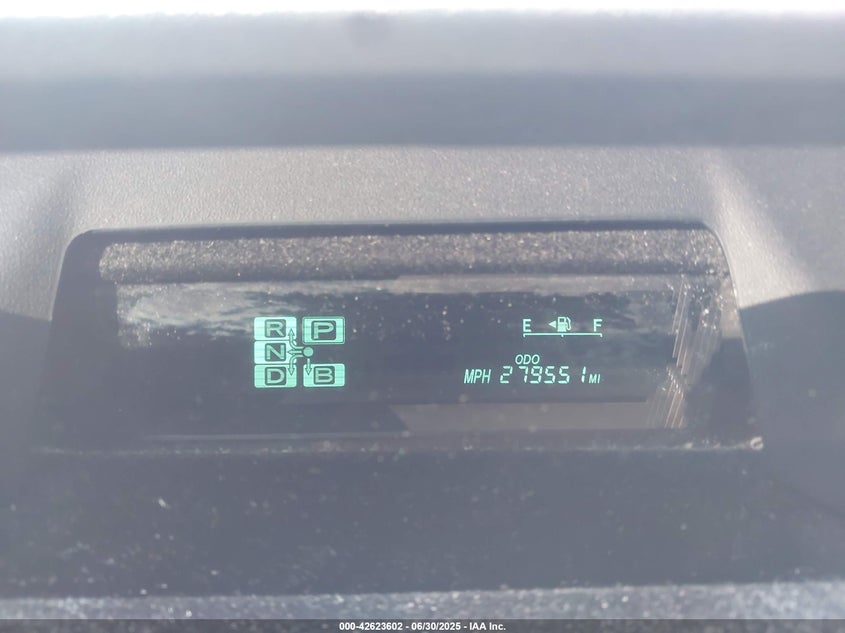 R P
N
D B
E F
ODO
MPH 279551 MI
000-42623602 - 06/30/2025 - IAA Inc.